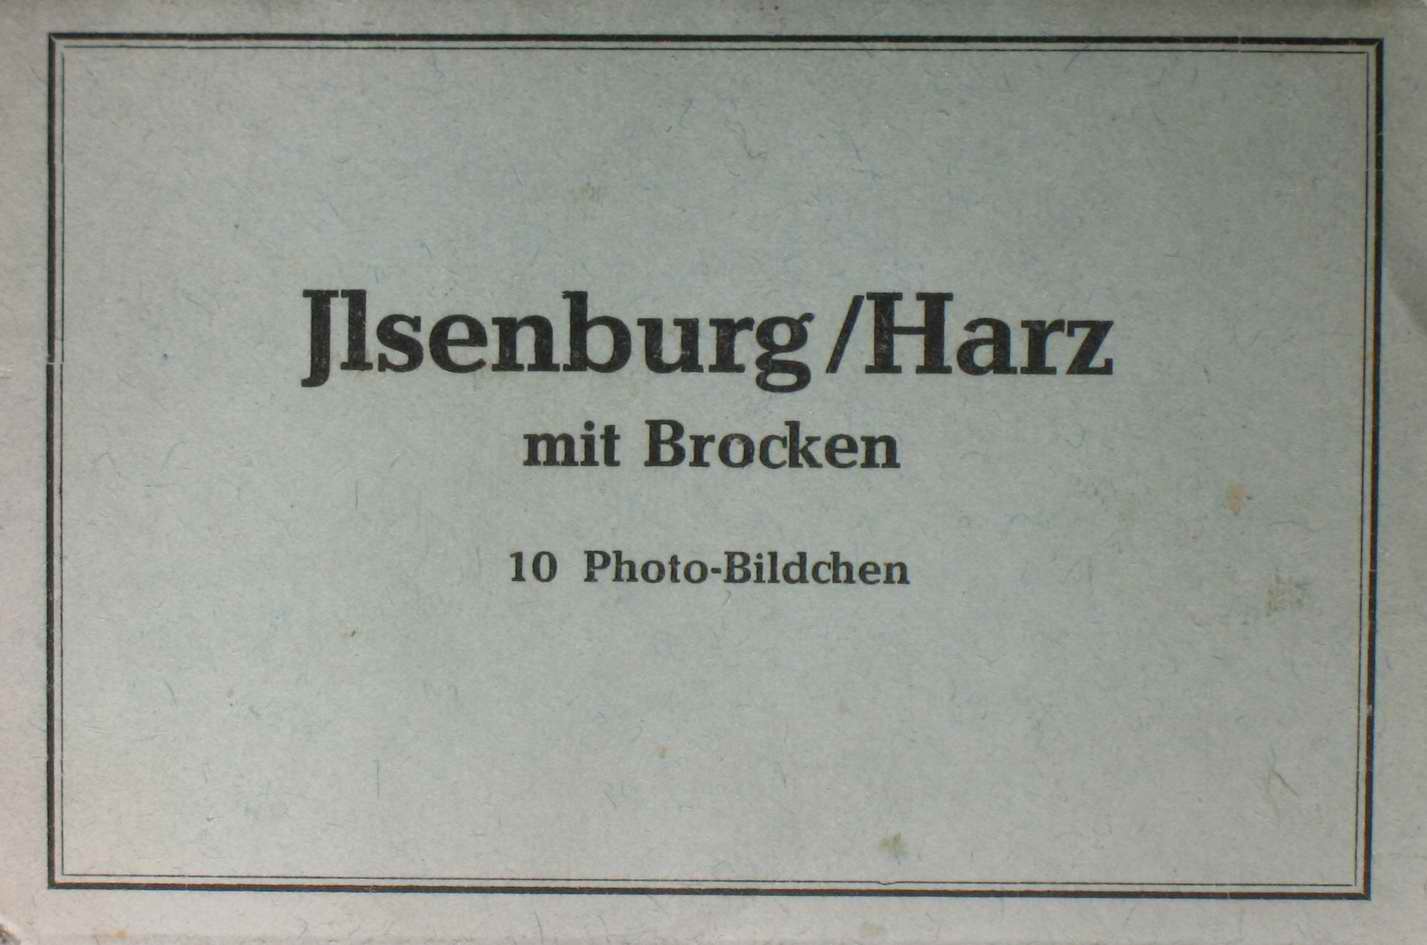 Jlsenburg/Harz
mit Brocken
10 Photo-Bildchen